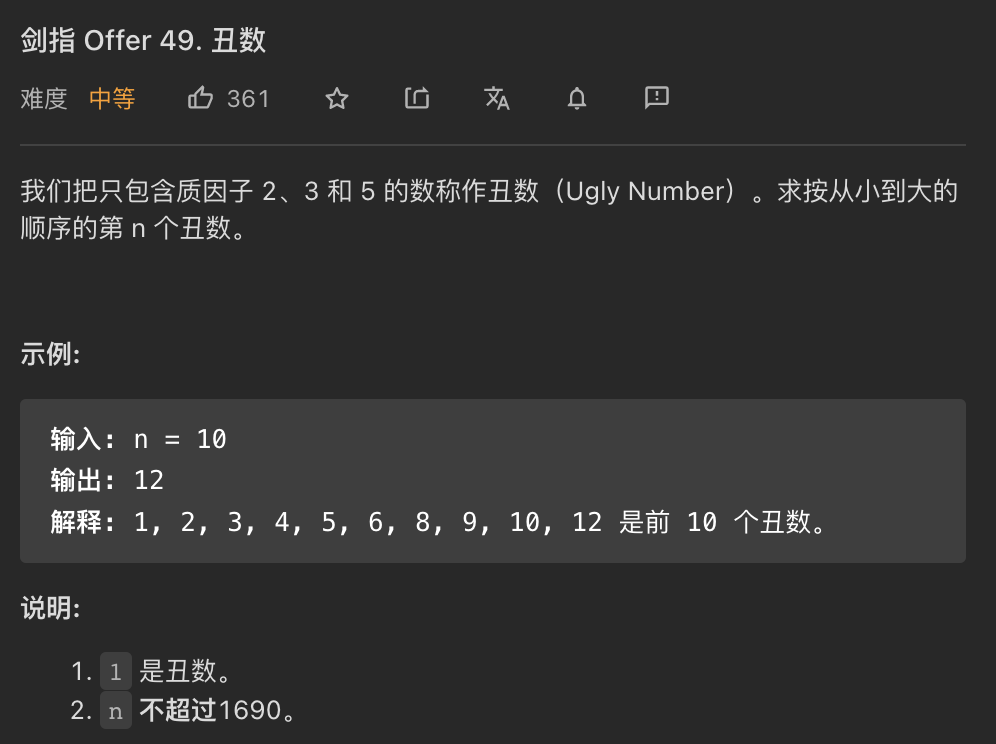 剑指 Offer 49. 丑数
难度 中等 361
我们把只包含质因子 2、3 和 5 的数称作丑数（Ugly Number）。求按从小到大的
顺序的第 n 个丑数。
示例:
输入: n = 10
输出: 12
解释: 1, 2, 3, 4, 5, 6, 8, 9, 10, 12 是前 10 个丑数。
说明:
1. 1 是丑数。
2. n 不超过1690。